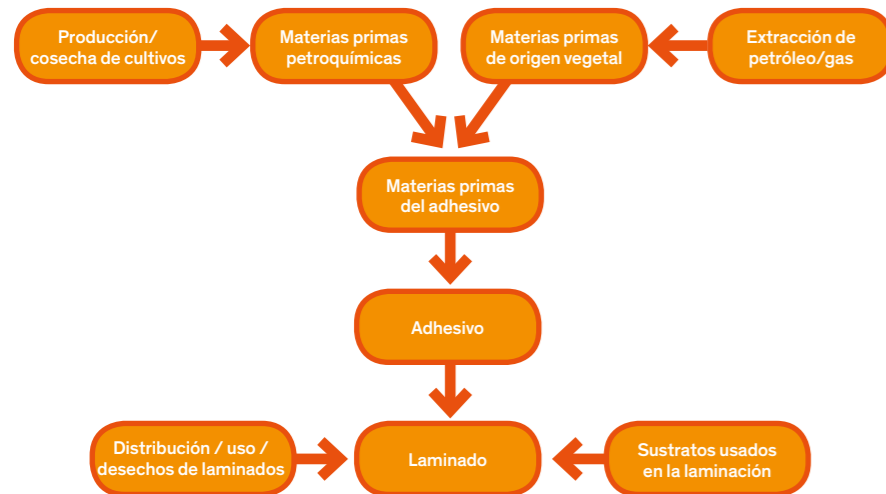 Producción/
cosecha de cultivos
Materias primas
petroquímicas
Materias primas
de origen vegetal
Extracción de
petróleo/gas
Materias primas
del adhesivo
Adhesivo
Distribución / uso /
desechos de laminados
Laminado
Sustratos usados
en la laminación